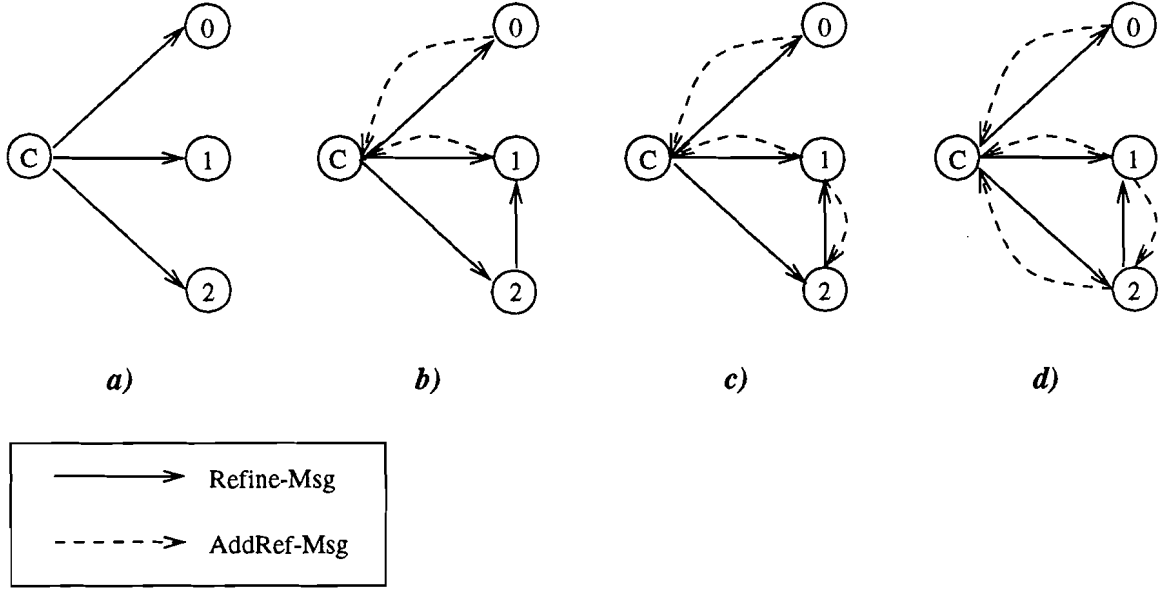 0 0 0 0
C 1 C 1 C 1 C 1
2 2 2 2
a) b) c) d)
Refine-Msg
AddRef-Msg